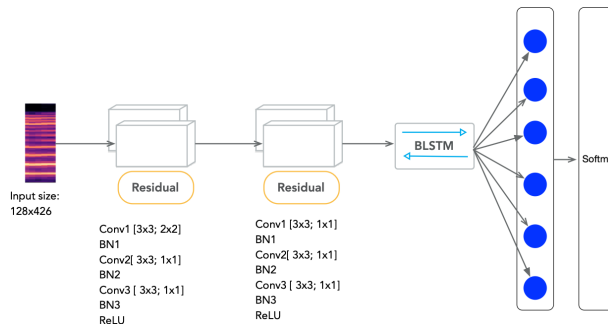 Input size:
128x426
Residual
Conv1 [3x3; 2x2]
BN1
Conv2[ 3x3; 1x1]
BN2
Conv3 [ 3x3; 1x1]
BN3
ReLU
Residual
Conv1 [3x3; 1x1]
BN1
Conv2[ 3x3; 1x1]
BN2
Conv3 [ 3x3; 1x1]
BN3
ReLU
BLSTM
Softm